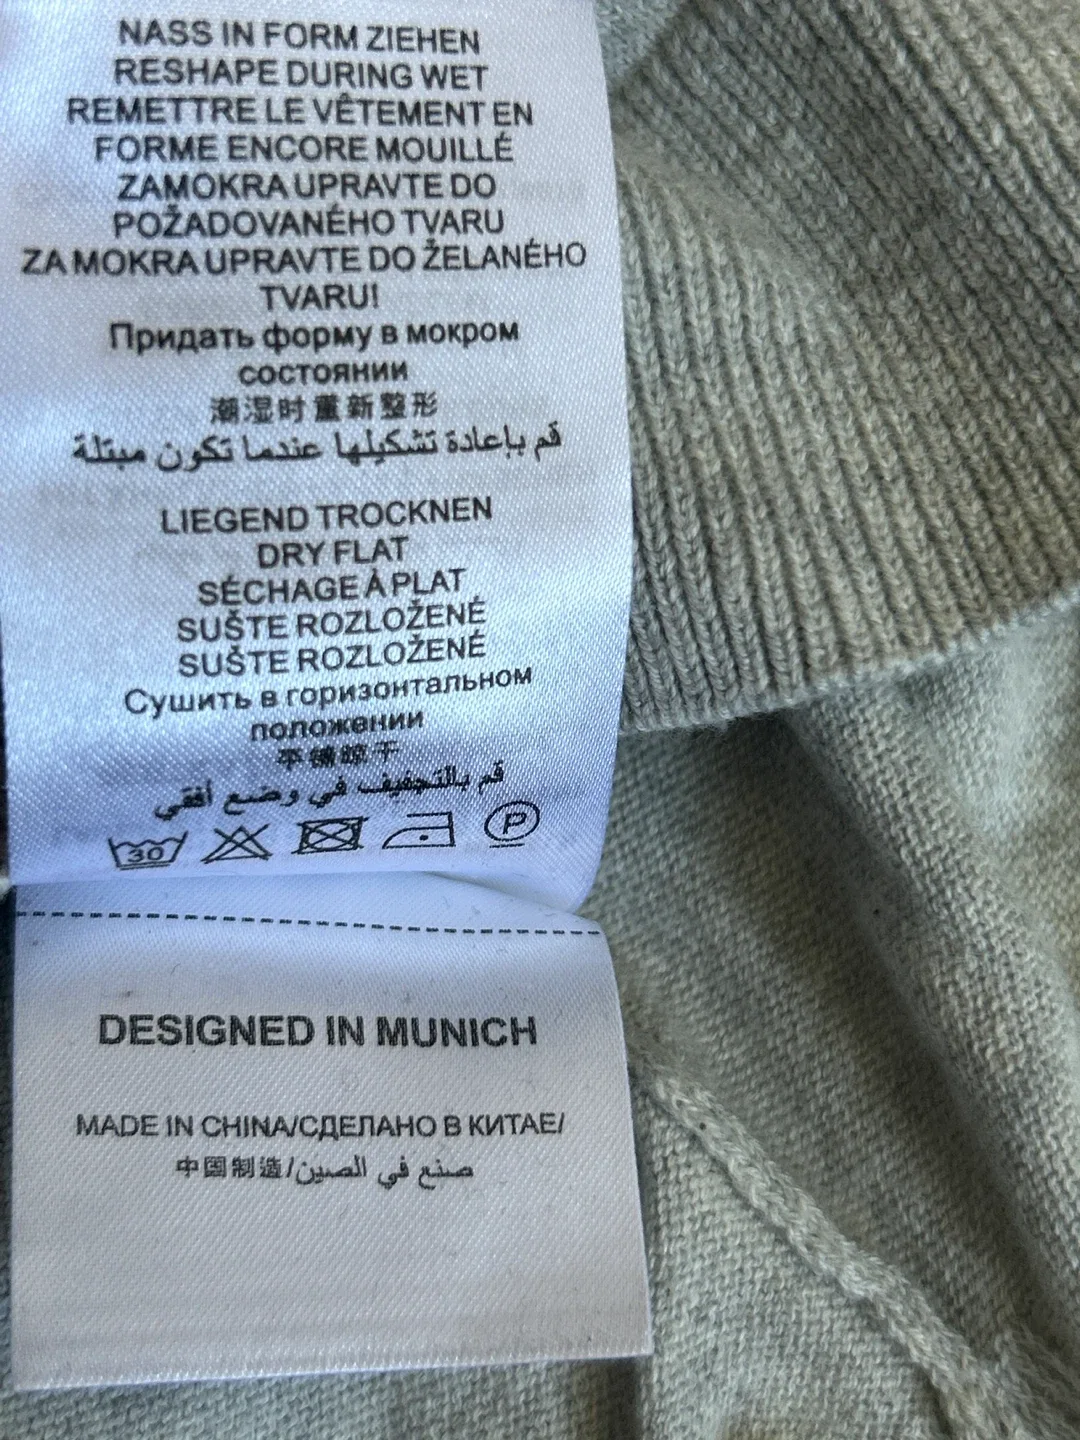 NASS IN FORM ZIEHEN
RESHAPE DURING WET
REMETTRE LE VÊTEMENT EN
FORME ENCORE MOUILLÉ
ZAMOKRA UPRAVTE DO
POŽADOVANÉHO TVARU
ZA MOKRA UPRAVTE DO ŽELANÉHO
TVARU!
Придать форму в мокром
состоянии
潮湿时重新整形
قم بإعادة تشكيلها عندما تكون مبتلة
LIEGEND TROCKNEN
DRY FLAT
SÉCHAGE À PLAT
SUŠTE ROZLOŽENÉ
SUŠTE ROZLOŽENÉ
Сушить в горизонтальном
положении
平铺晾干
قم بالتجفيف في وضع أفقي
30 P
DESIGNED IN MUNICH
MADE IN CHINA/СДЕЛАНО В КИТАЕ/
中国制造/صنع في الصين